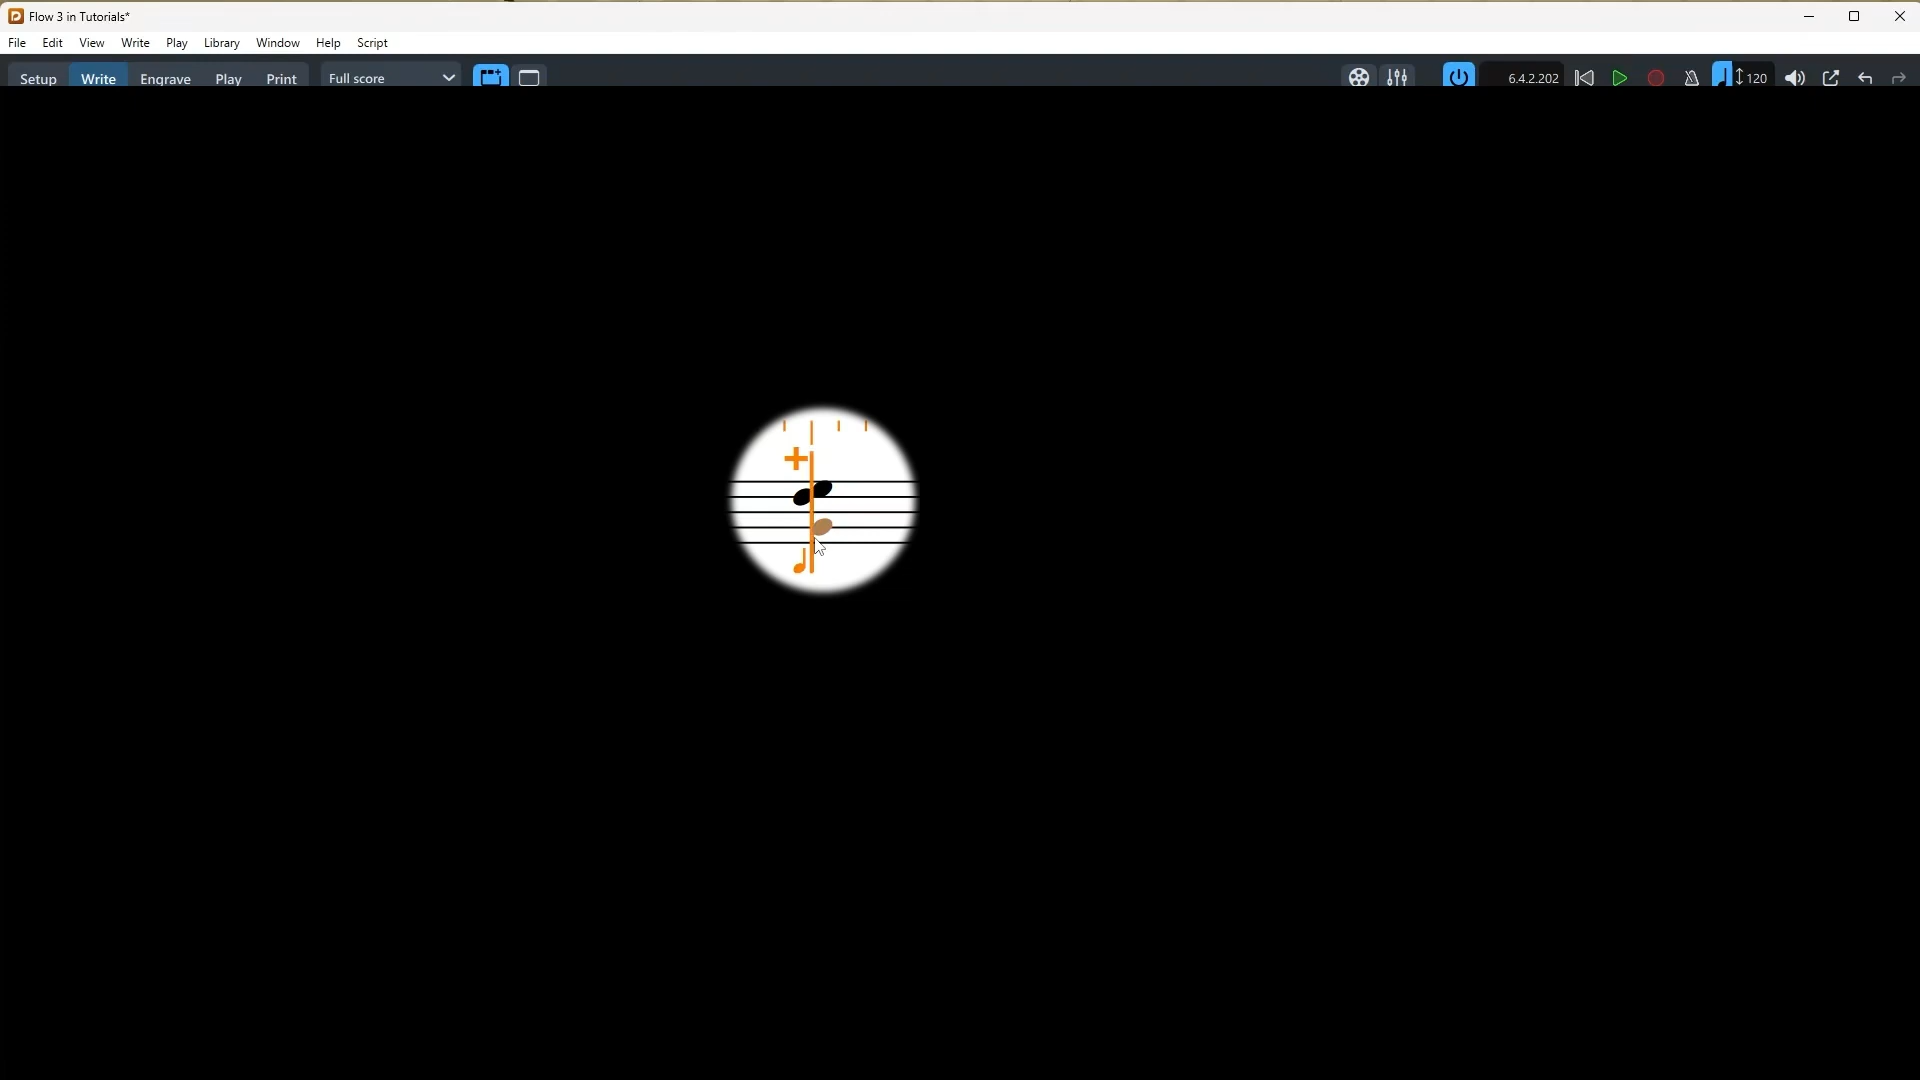 Flow 3 in Tutorials*
File Edit View Write Play Library Window Help Script
Setup Write Engrave Play Print Full score 6.4.2.202 120